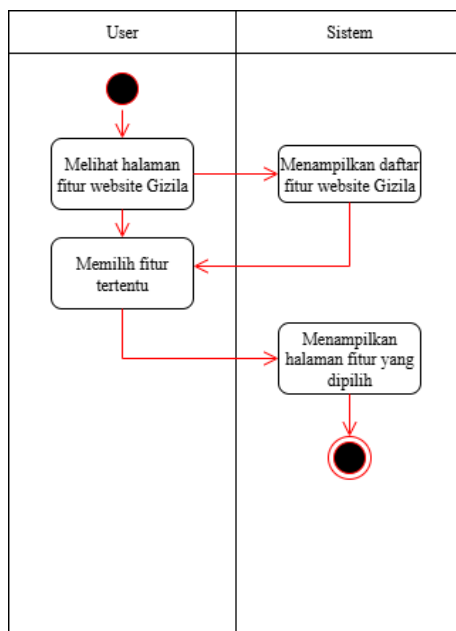 User
Sistem
Melihat halaman
fitur website Gizila
Menampilkan daftar
fitur website Gizila
Memilih fitur
tertentu
Menampilkan
halaman fitur yang
dipilih